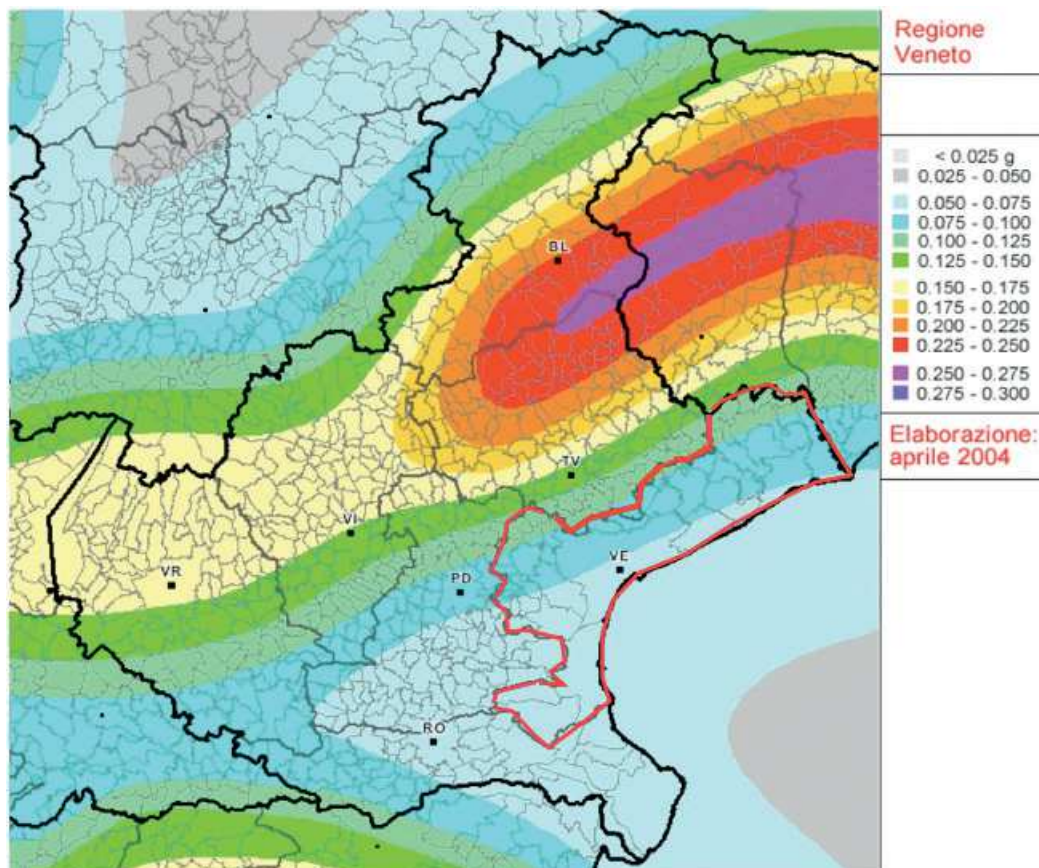 Regione
Veneto
< 0.025 g
0.025 - 0.050
0.050 - 0.075
0.075 - 0.100
0.100 - 0.125
0.125 - 0.150
0.150 - 0.175
0.175 - 0.200
0.200 - 0.225
0.225 - 0.250
0.250 - 0.275
0.275 - 0.300
Elaborazione:
aprile 2004
BL
TV
VI
VE
VR
PD
RO